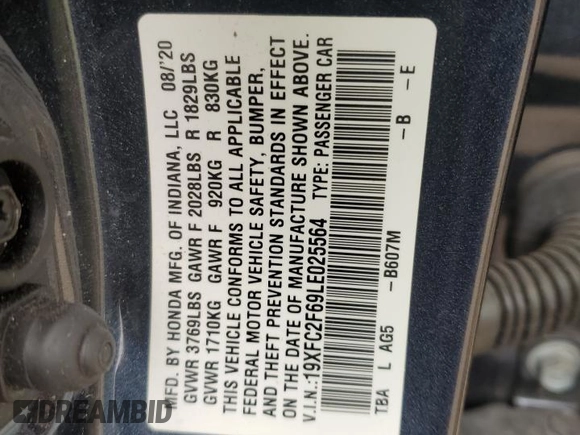 MFD. BY HONDA MFG. OF INDIANA, LLC 08/'20
GVWR 3769LBS GAWR F 2028LBS R 1829LBS
GVWR 1710KG GAWR F 920KG R 830KG
THIS VEHICLE CONFORMS TO ALL APPLICABLE
FEDERAL MOTOR VEHICLE SAFETY, BUMPER,
AND THEFT PREVENTION STANDARDS IN EFFECT
ON THE DATE OF MANUFACTURE SHOWN ABOVE.
V.I.N.:19XFC2F69LE025564 TYPE: PASSENGER CAR
TBA L AG5 -B607M -B -E
DREAMBID